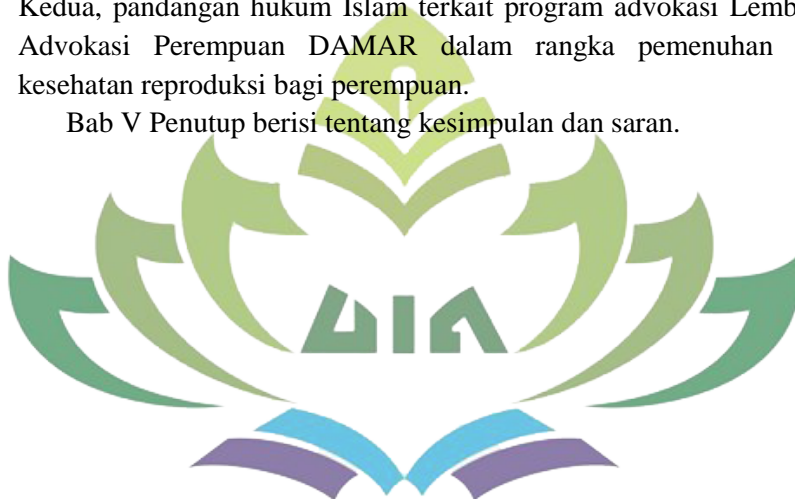 Kedua, pandangan hukum Islam terkait program advokasi Lemb
Advokasi Perempuan DAMAR dalam rangka pemenuhan
kesehatan reproduksi bagi perempuan.
Bab V Penutup berisi tentang kesimpulan dan saran.
UIN